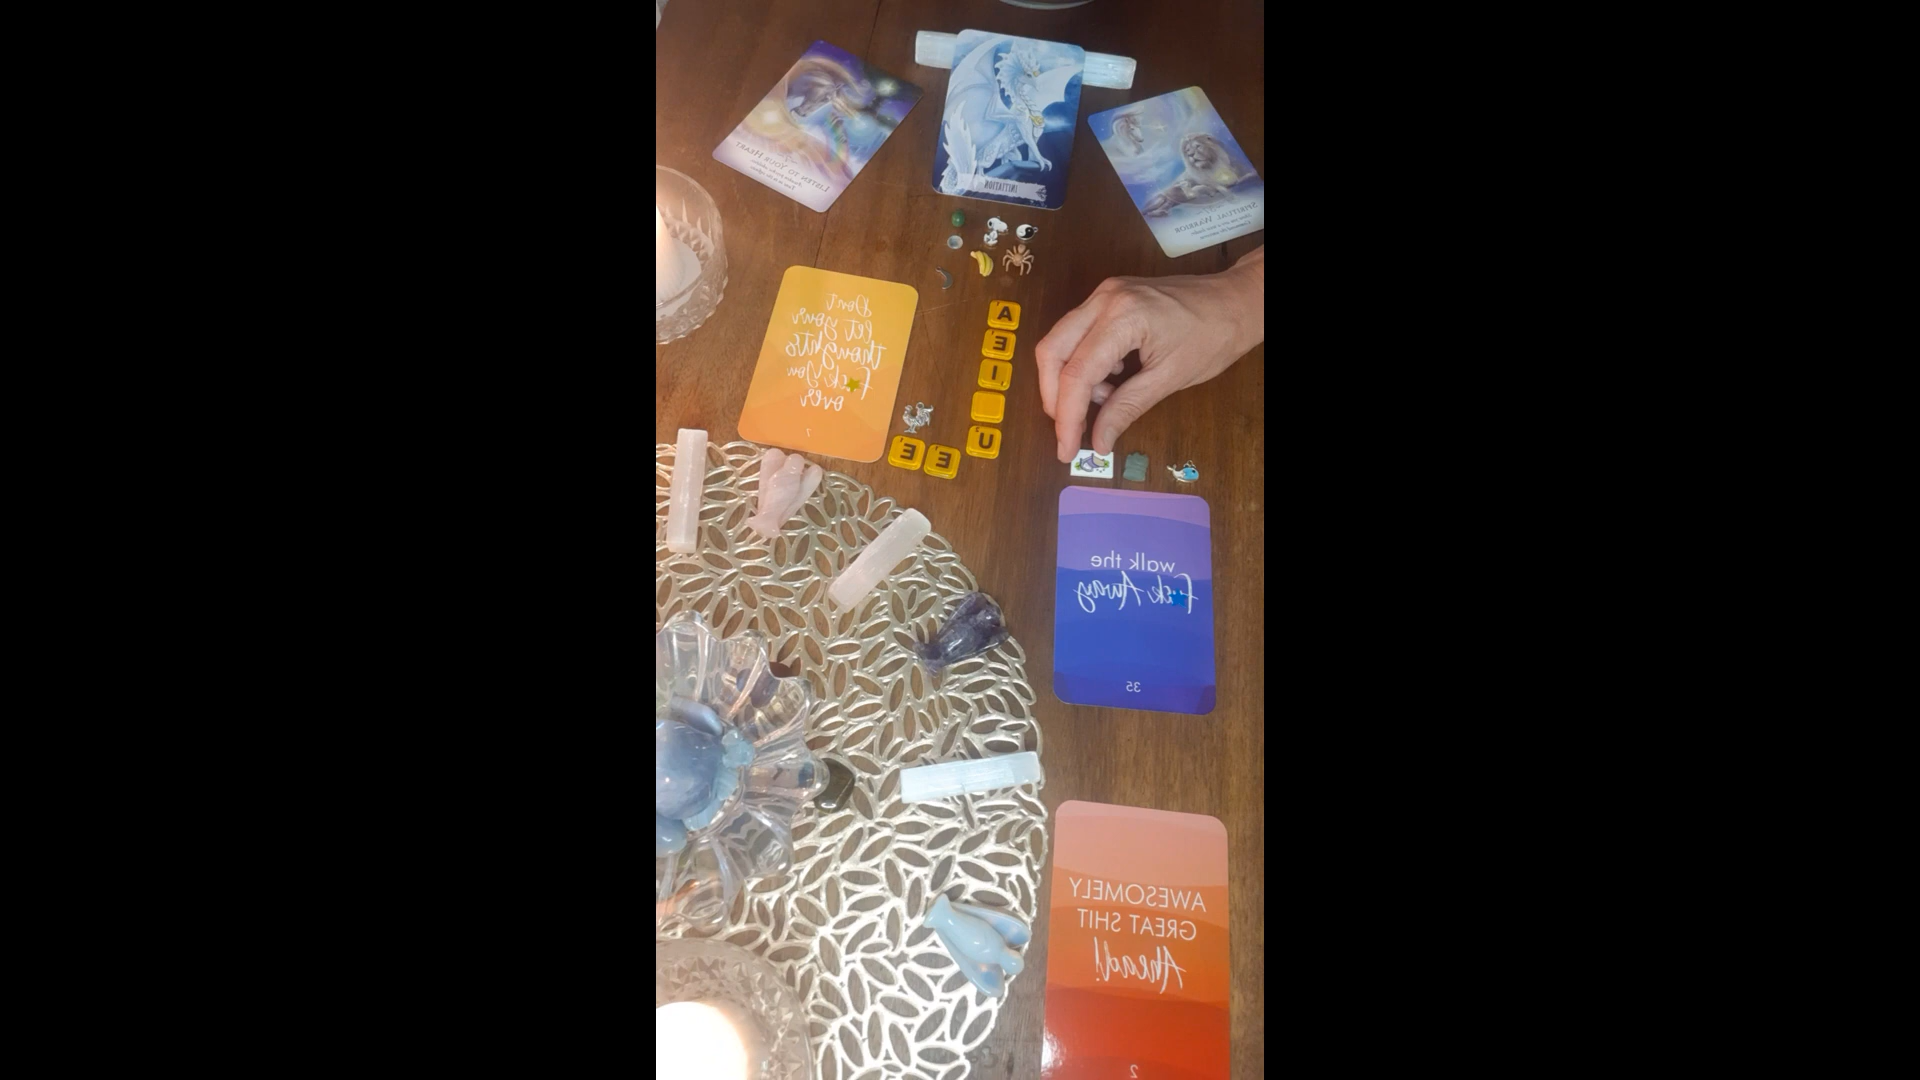 INITIATION
LISTEN TO YOUR HEART
SPIRITUAL WARRIOR
Don't
let your
thoughts
F ck you
over
7
A
E
I
U
E
E
walk the
F ck Away
35
AWESOMELY
GREAT SHIT
Ahead!
2